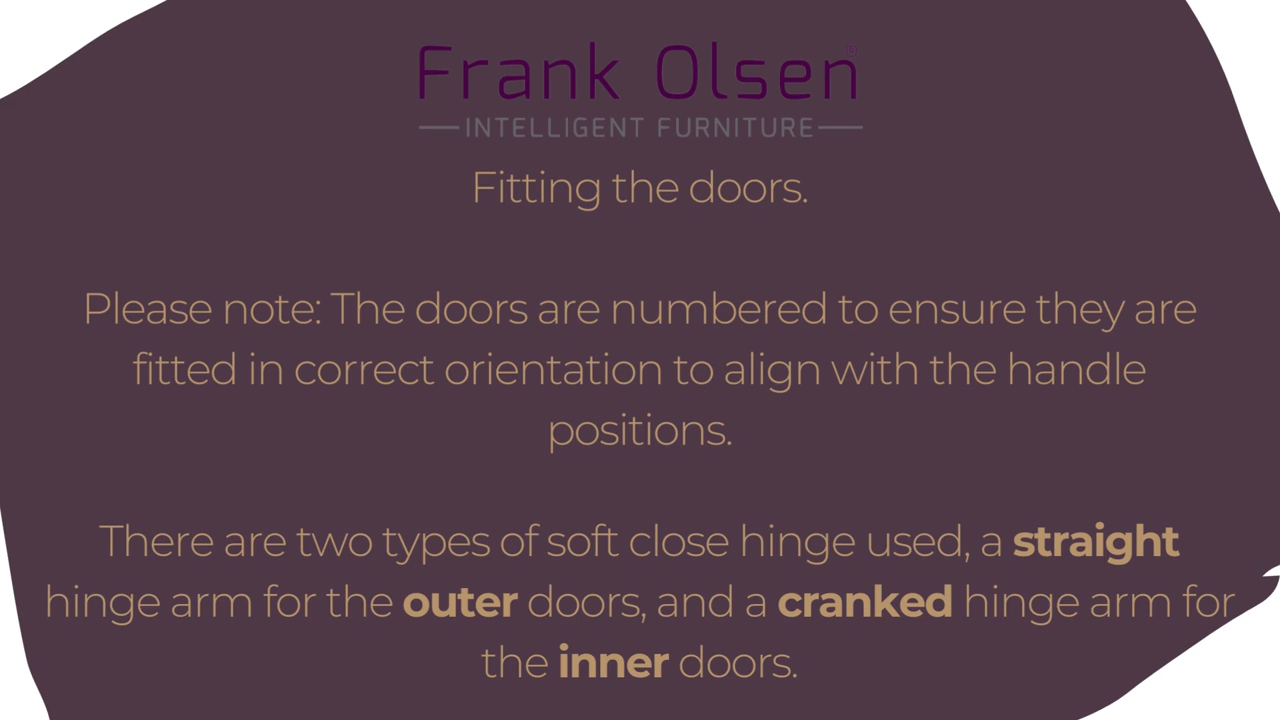 Frank Olsen®
INTELLIGENT FURNITURE
Fitting the doors.
Please note: The doors are numbered to ensure they are
fitted in correct orientation to align with the handle
positions.
There are two types of soft close hinge used, a straight
hinge arm for the outer doors, and a cranked hinge arm for
the inner doors.